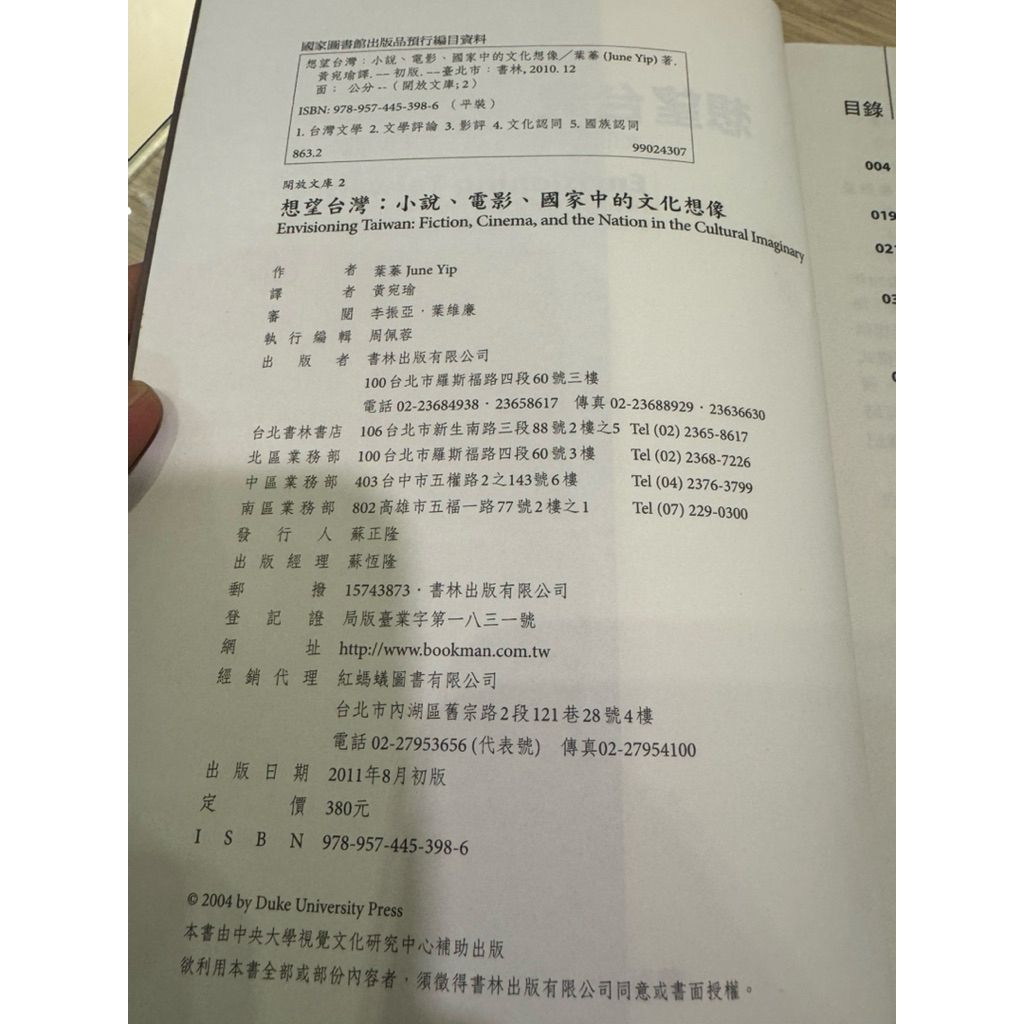 國家圖書館出版品預行編目資料
想望台灣：小說、電影、國家中的文化想像／葉蓁 (June Yip) 著.
黃宛瑜譯. -- 初版. --臺北市：書林, 2010. 12
面； 公分 --（開放文庫; 2）
ISBN: 978-957-445-398-6 （平裝）
1. 台灣文學 2. 文學評論 3. 影評 4. 文化認同 5. 國族認同
863.2 99024307
開放文庫 2
想望台灣：小說、電影、國家中的文化想像
Envisioning Taiwan: Fiction, Cinema, and the Nation in the Cultural Imaginary
作者 葉蓁 June Yip
譯者 黃宛瑜
審閱 李振亞．葉維廉
執行編輯 周佩蓉
出版者 書林出版有限公司
100台北市羅斯福路四段60號三樓
電話 02-23684938．23658617 傳真 02-23688929．23636630
台北書林書店 106台北市新生南路三段88號2樓之5 Tel (02) 2365-8617
北區業務部 100台北市羅斯福路四段60號3樓 Tel (02) 2368-7226
中區業務部 403台中市五權路2之143號6樓 Tel (04) 2376-3799
南區業務部 802高雄市五福一路77號2樓之1 Tel (07) 229-0300
發行人 蘇正隆
出版經理 蘇恆隆
郵撥 15743873．書林出版有限公司
登記證 局版臺業字第一八三一號
網址 http://www.bookman.com.tw
經銷代理 紅螞蟻圖書有限公司
台北市內湖區舊宗路2段121巷28號4樓
電話 02-27953656 (代表號) 傳真02-27954100
出版日期 2011年8月初版
定價 380元
ISBN 978-957-445-398-6
© 2004 by Duke University Press
本書由中央大學視覺文化研究中心補助出版
欲利用本書全部或部份內容者，須徵得書林出版有限公司同意或書面授權。
目錄
004
019